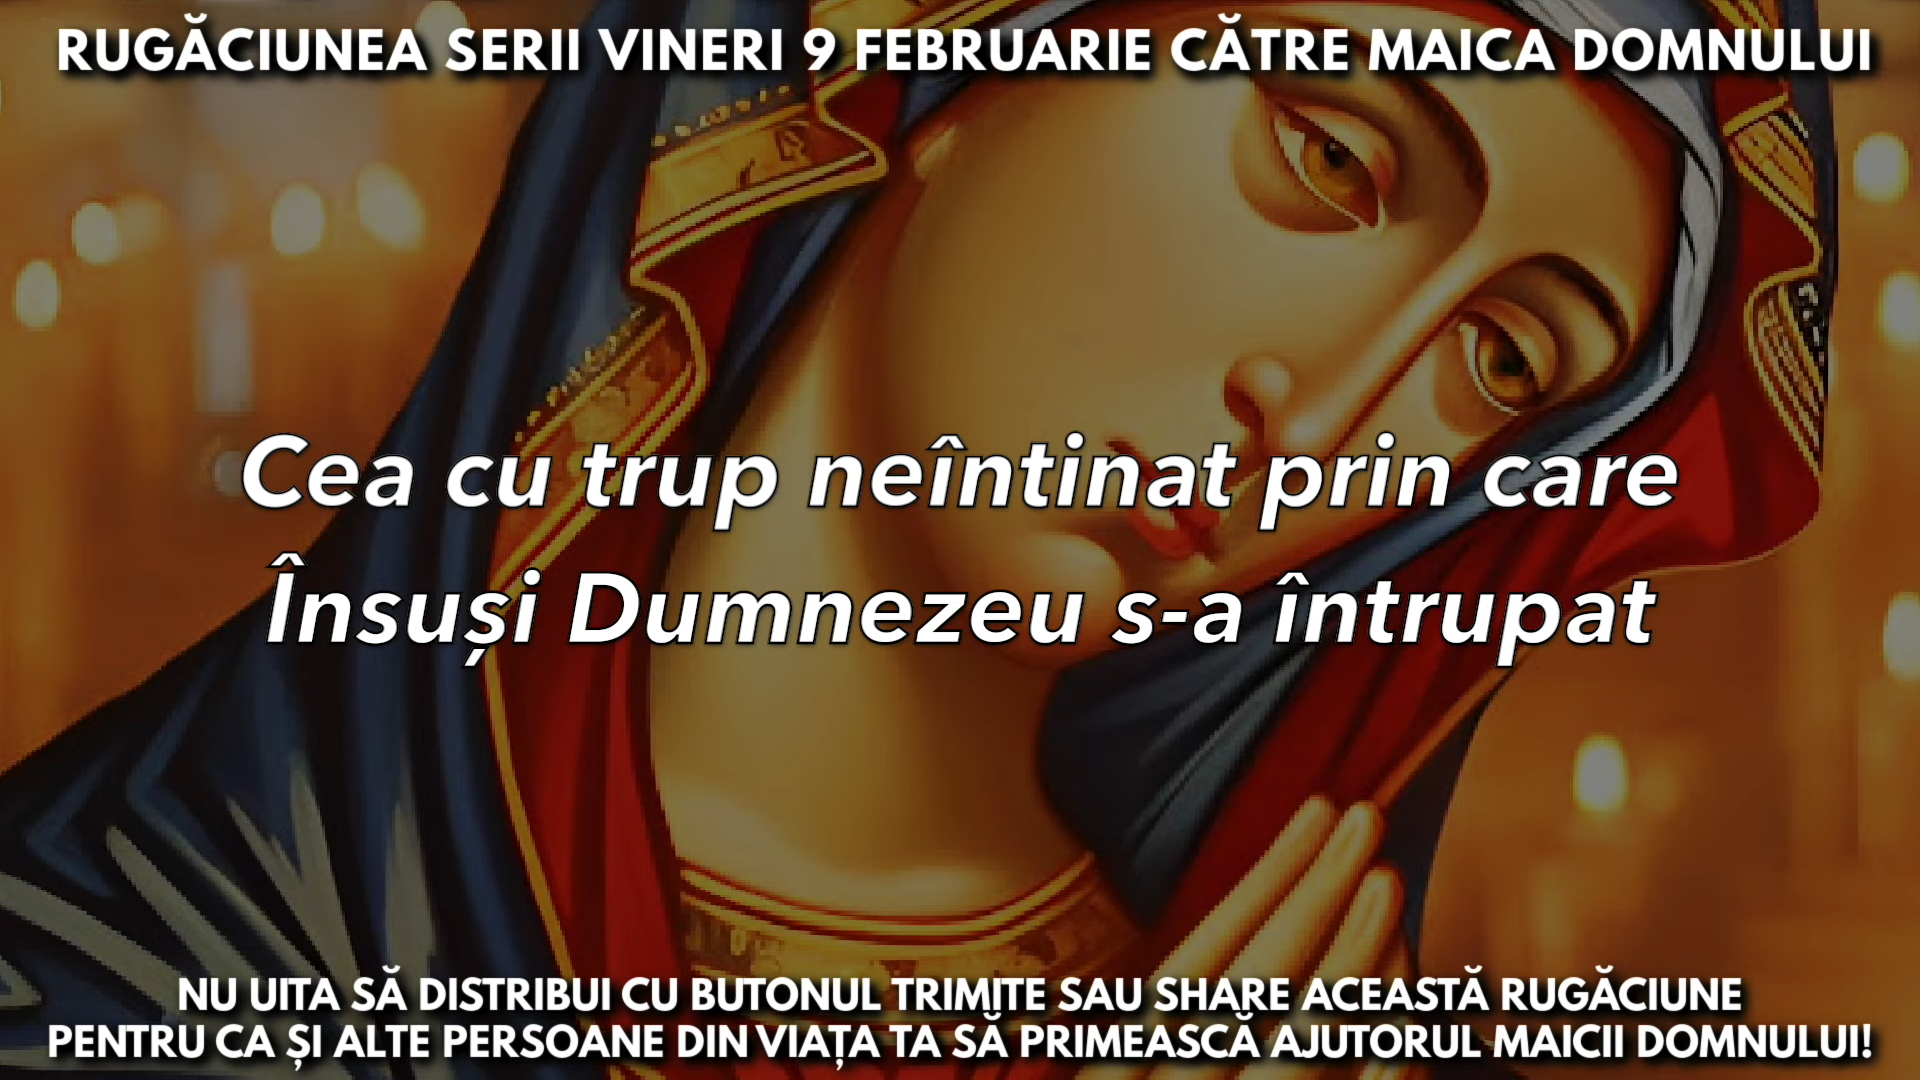 RUGĂCIUNEA SERII VINERI 9 FEBRUARIE CĂTRE MAICA DOMNULUI
Cea cu trup neîntinat prin care
Însuși Dumnezeu s-a întrupat
NU UITA SĂ DISTRIBUI CU BUTONUL TRIMITE SAU SHARE ACEASTĂ RUGĂCIUNE
PENTRU CA ȘI ALTE PERSOANE DIN VIAȚA TA SĂ PRIMEASCĂ AJUTORUL MAICII DOMNULUI!